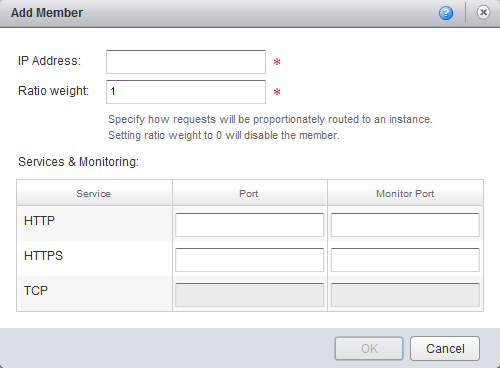 Add Member
?
IP Address: *
Ratio weight: 1 *
Specify how requests will be proportionately routed to an instance.
Setting ratio weight to 0 will disable the member.
Services & Monitoring:
Service Port Monitor Port
HTTP
HTTPS
TCP
OK Cancel